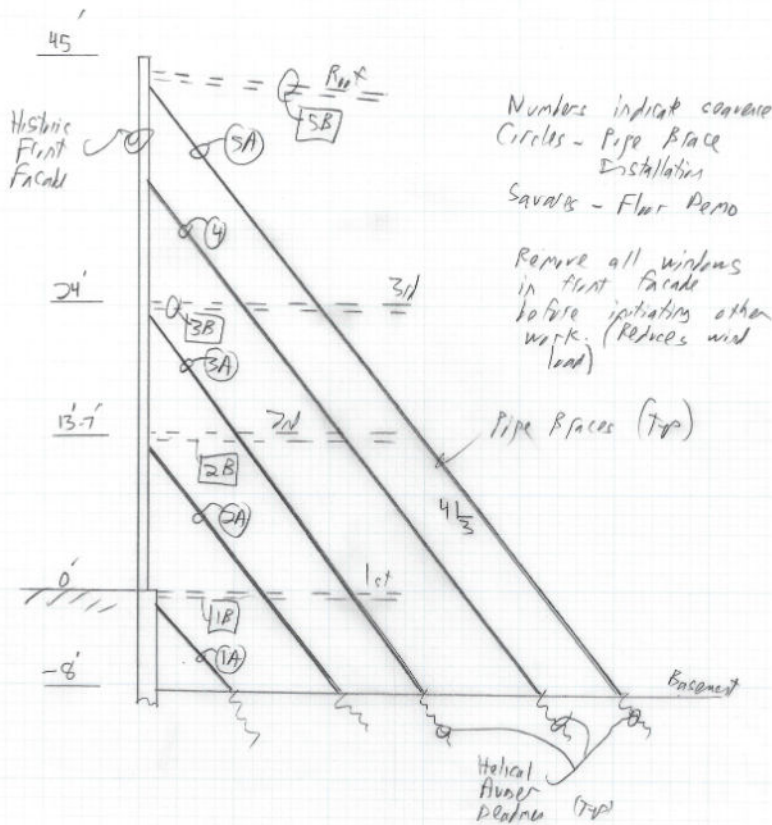 45'
Roof
5B
Historic
Front
Facade
5A
4
Numbers indicate sequence
Circles - Pipe Brace
Installation
Squares - Floor Demo
Remove all windows
in front facade
before initiating other
work. (Reduces wind
load)
24'
3rd
3B
3A
13'-7'
2nd
2B
2A
Pipe Braces (Typ)
4
3
0'
1st
1B
1A
-8'
Basement
Helical
Auger
Deadmen (Typ)